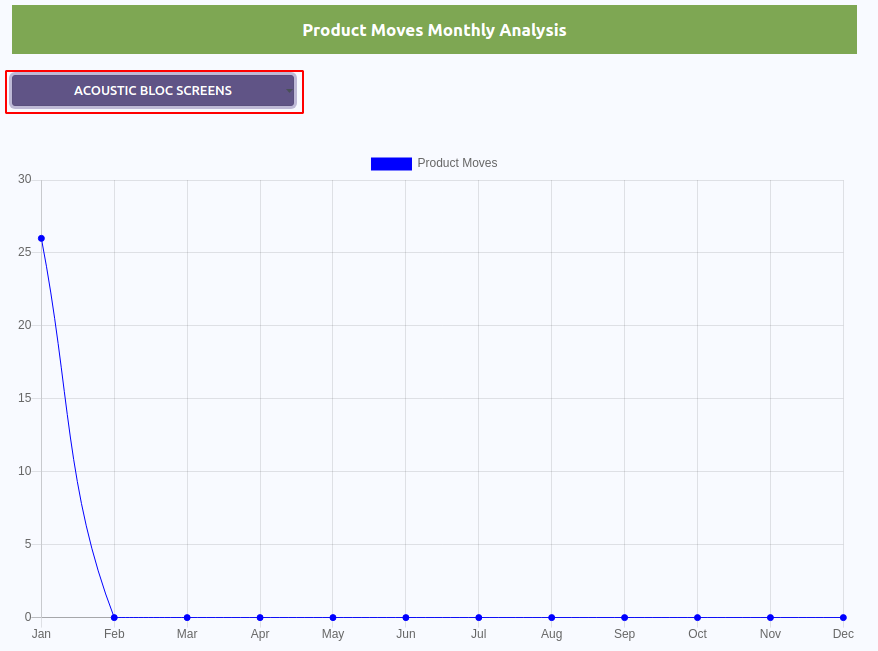 Product Moves Monthly Analysis
ACOUSTIC BLOC SCREENS
Product Moves
30
25
20
15
10
5
0
Jan Feb Mar Apr May Jun Jul Aug Sep Oct Nov Dec